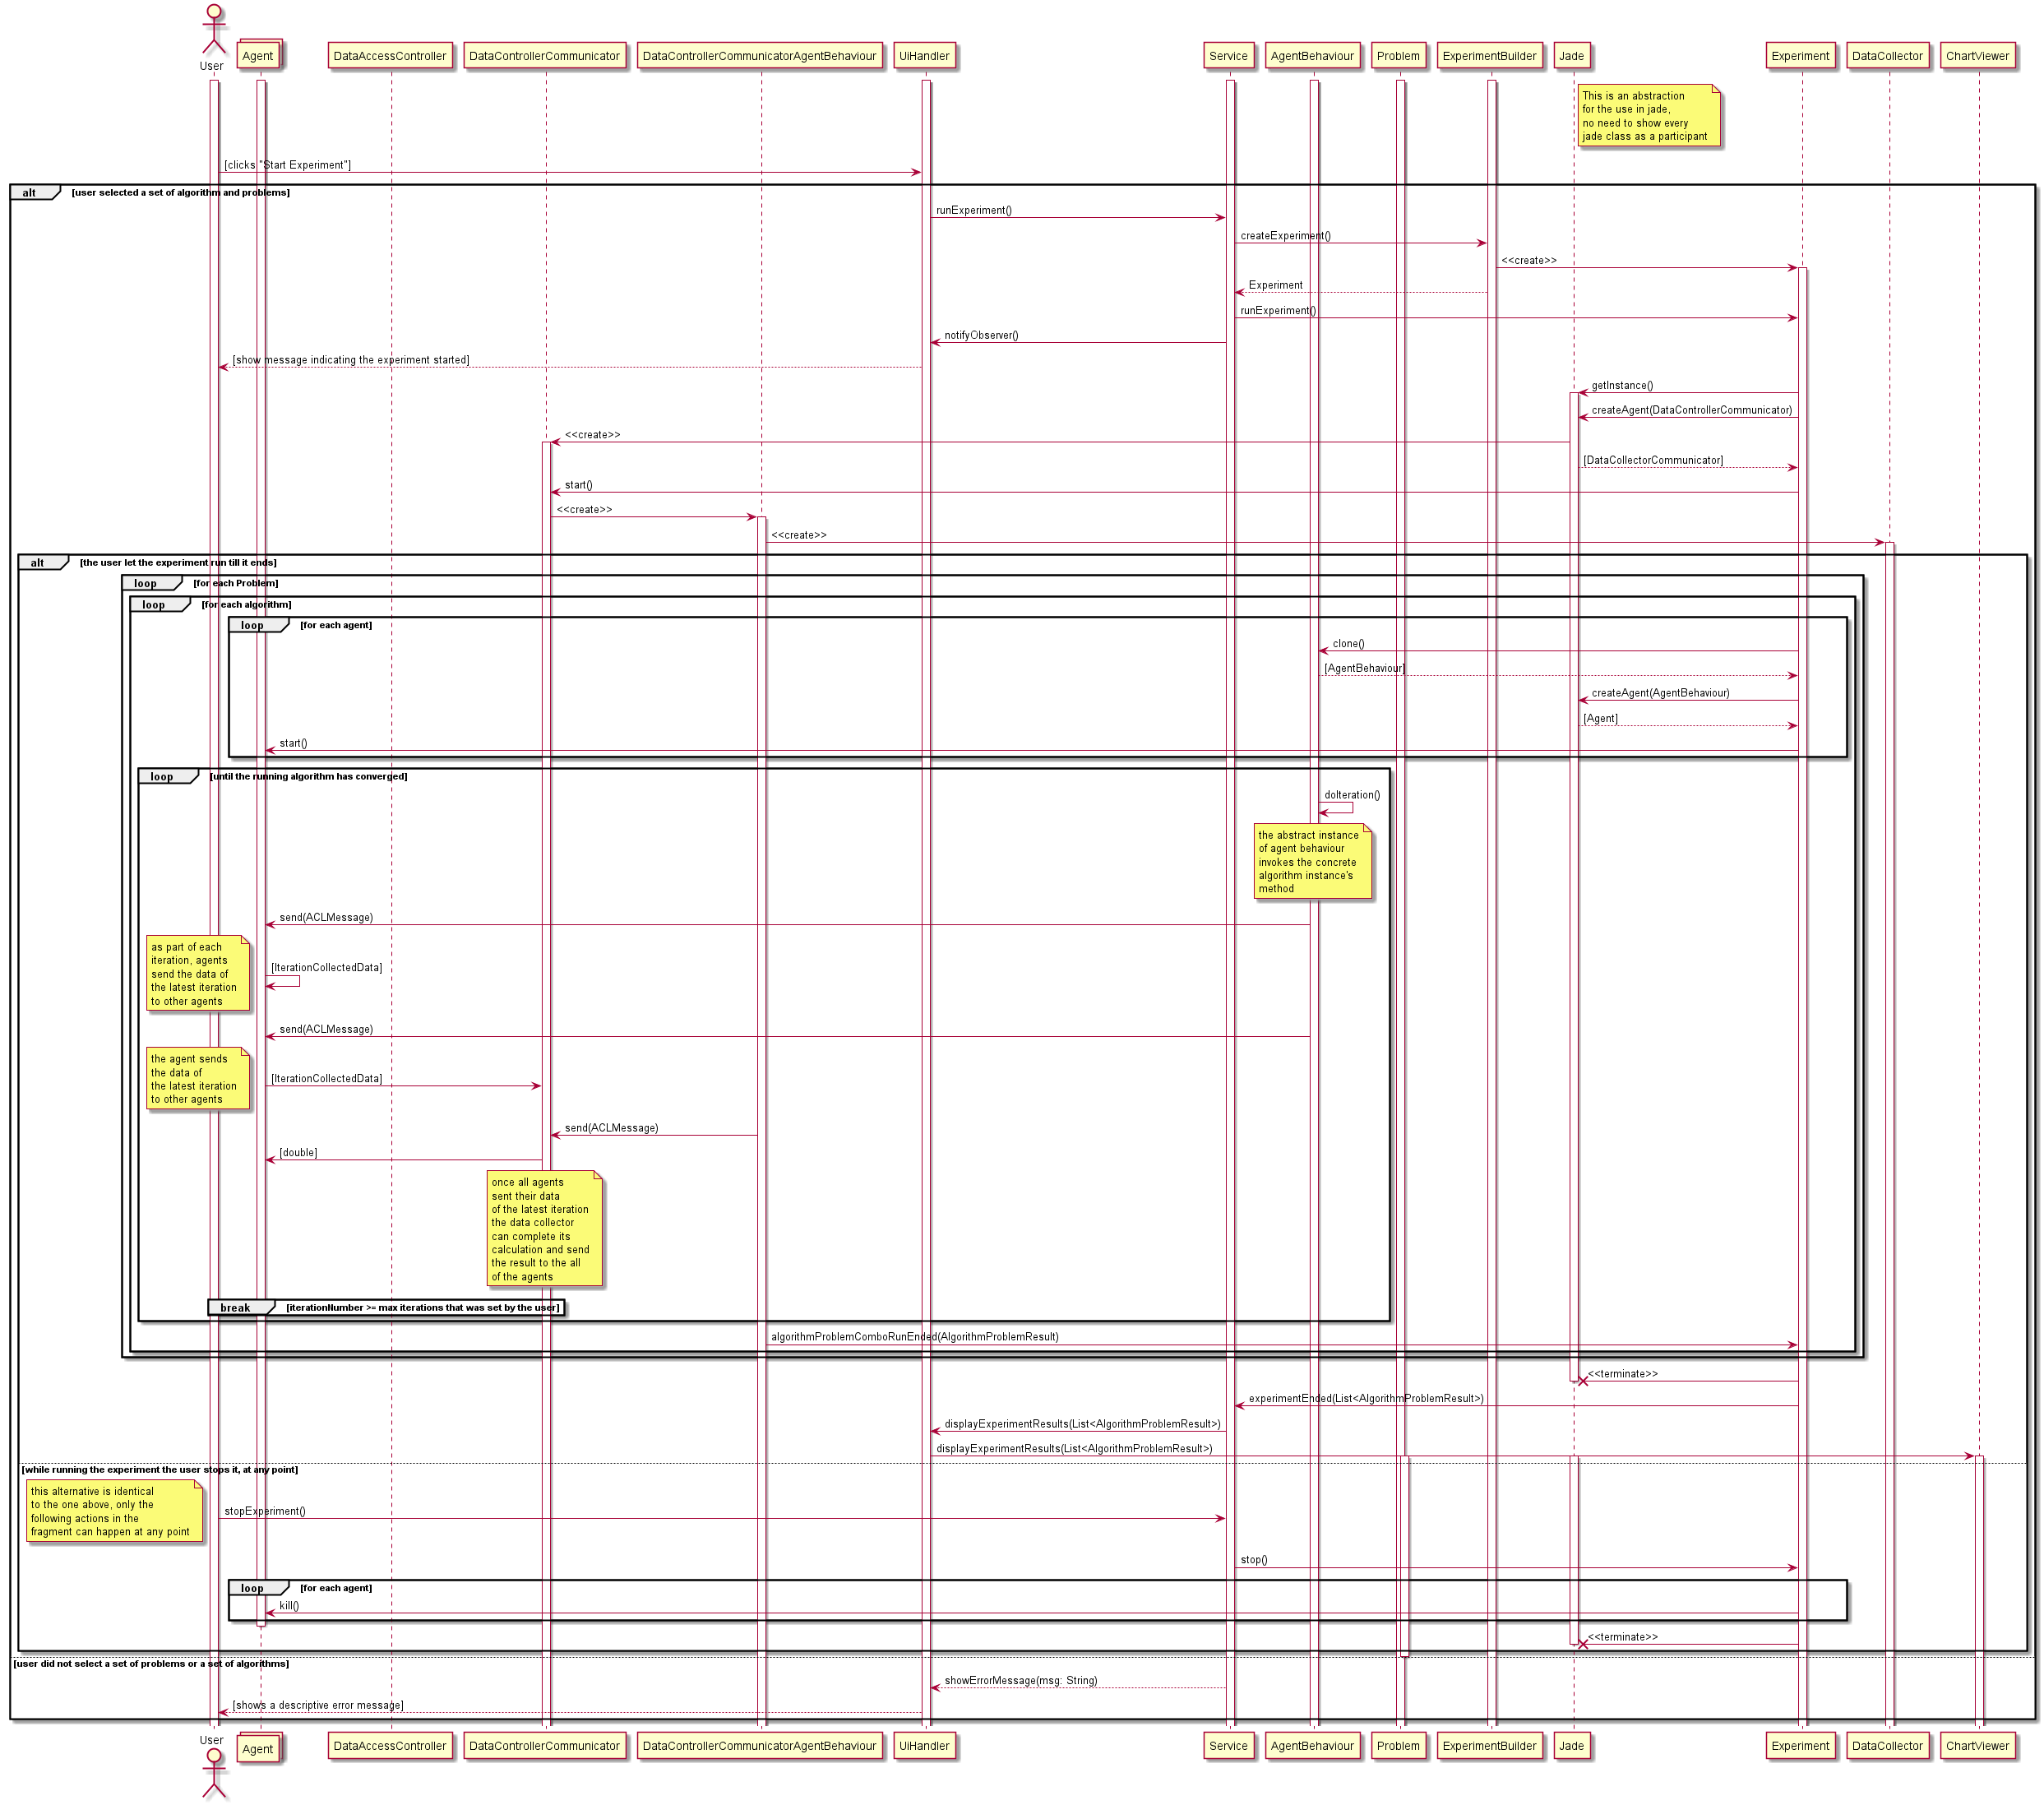 User
Agent
DataAccessController
DataControllerCommunicator
DataControllerCommunicatorAgentBehaviour
UiHandler
Service
AgentBehaviour
Problem
ExperimentBuilder
Jade
Experiment
DataCollector
ChartViewer
This is an abstraction
for the use in jade,
no need to show every
jade class as a participant
[clicks "Start Experiment"]
alt [user selected a set of algorithm and problems]
runExperiment()
createExperiment()
<<create>>
Experiment
runExperiment()
notifyObserver()
[show message indicating the experiment started]
getInstance()
createAgent(DataControllerCommunicator)
<<create>>
[DataCollectorCommunicator]
start()
<<create>>
<<create>>
alt [the user let the experiment run till it ends]
loop [for each Problem]
loop [for each algorithm]
loop [for each agent]
clone()
[AgentBehaviour]
createAgent(AgentBehaviour)
[Agent]
start()
loop [until the running algorithm has converged]
doIteration()
the abstract instance
of agent behaviour
invokes the concrete
algorithm instance's
method
send(ACLMessage)
as part of each
iteration, agents
send the data of
the latest iteration
to other agents
[IterationCollectedData]
send(ACLMessage)
the agent sends
the data of
the latest iteration
to other agents
[IterationCollectedData]
send(ACLMessage)
[double]
once all agents
sent their data
of the latest iteration
the data collector
can complete its
calculation and send
the result to the all
of the agents
break [iterationNumber >= max iterations that was set by the user]
algorithmProblemComboRunEnded(AlgorithmProblemResult)
<<terminate>>
experimentEnded(List<AlgorithmProblemResult>)
displayExperimentResults(List<AlgorithmProblemResult>)
displayExperimentResults(List<AlgorithmProblemResult>)
[while running the experiment the user stops it, at any point]
this alternative is identical
to the one above, only the
following actions in the
fragment can happen at any point
stopExperiment()
stop()
loop [for each agent]
kill()
<<terminate>>
[user did not select a set of problems or a set of algorithms]
showErrorMessage(msg: String)
[shows a descriptive error message]
User
Agent
DataAccessController
DataControllerCommunicator
DataControllerCommunicatorAgentBehaviour
UiHandler
Service
AgentBehaviour
Problem
ExperimentBuilder
Jade
Experiment
DataCollector
ChartViewer